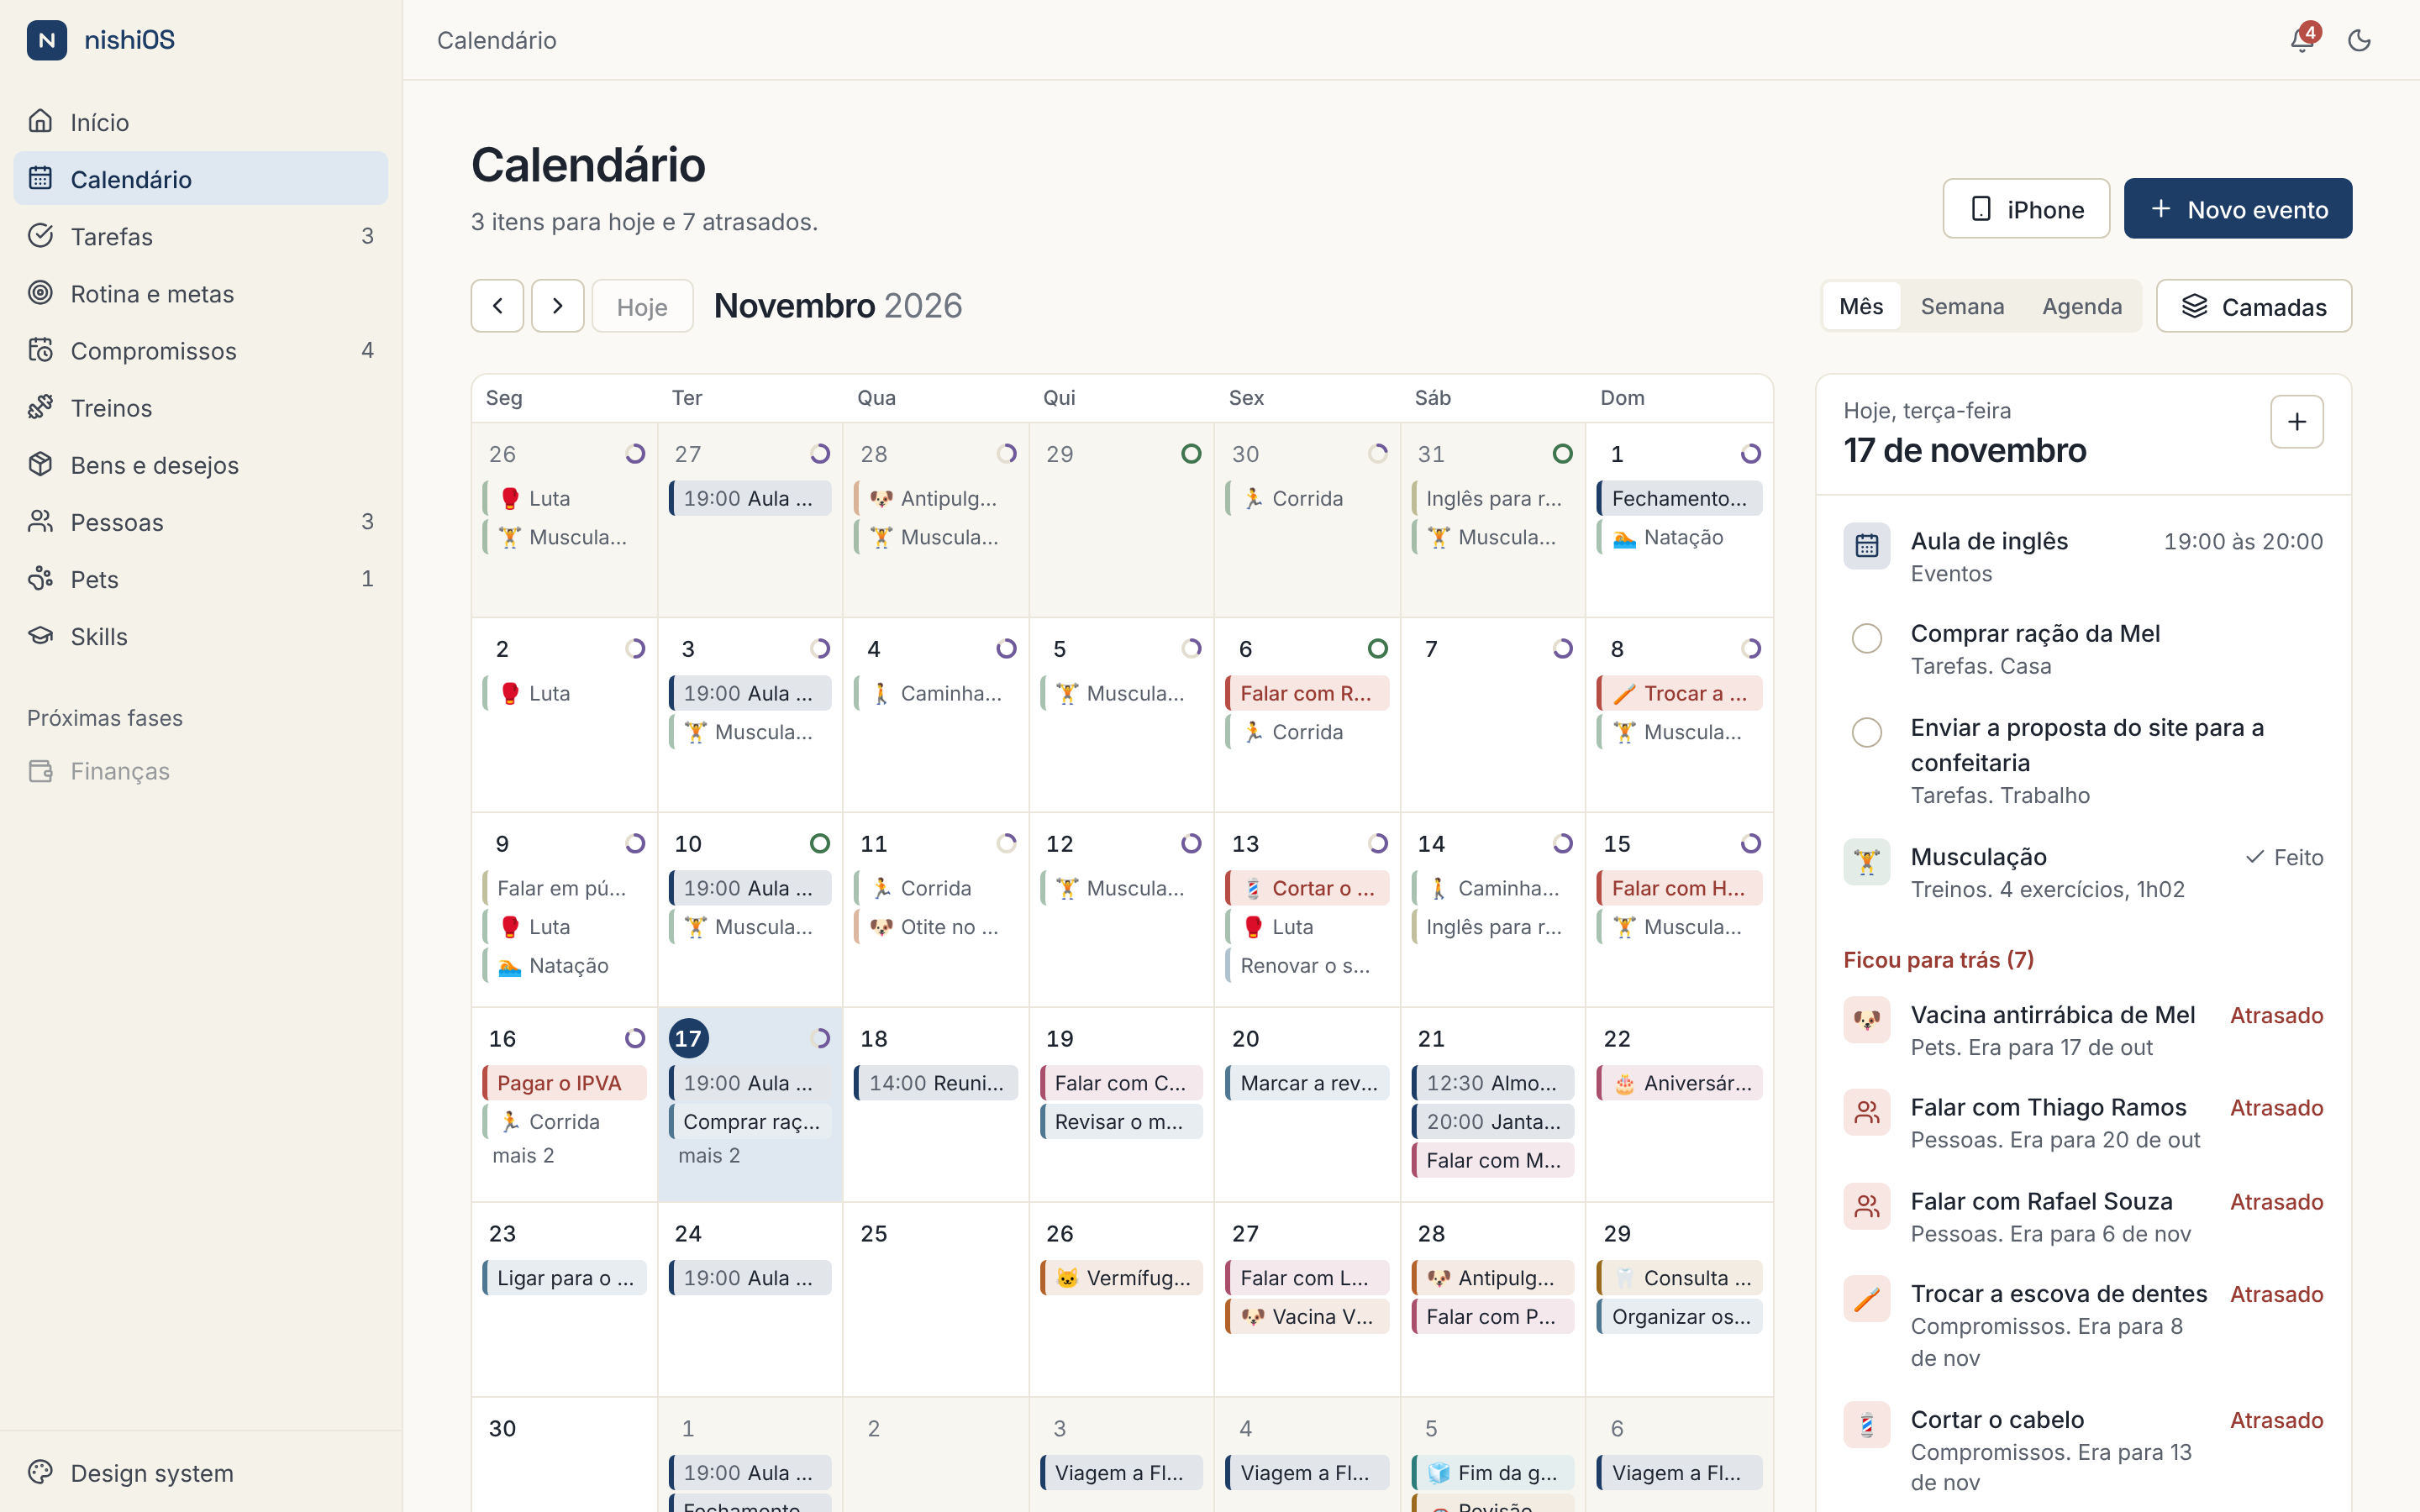 N nishiOS
Início
Calendário
Tarefas 3
Rotina e metas
Compromissos 4
Treinos
Bens e desejos
Pessoas 3
Pets 1
Skills
Próximas fases
Finanças
Design system
Calendário
4
Calendário
3 itens para hoje e 7 atrasados.
iPhone
Novo evento
Hoje
Novembro 2026
Mês Semana Agenda
Camadas
Seg Ter Qua Qui Sex Sáb Dom
26 27 28 29 30 31 1
Luta 19:00 Aula ... Antipulg... Corrida Inglês para r... Fechamento...
Muscula... Muscula... Muscula... Natação
2 3 4 5 6 7 8
Luta 19:00 Aula ... Caminha... Muscula... Falar com R... Trocar a ...
Muscula... Corrida Muscula...
9 10 11 12 13 14 15
Falar em pú... 19:00 Aula ... Corrida Muscula... Cortar o ... Caminha... Falar com H...
Luta Muscula... Otite no ... Luta Inglês para r... Muscula...
Natação Renovar o s...
16 17 18 19 20 21 22
Pagar o IPVA 19:00 Aula ... 14:00 Reuni... Falar com C... Marcar a rev... 12:30 Almo... Aniversár...
Corrida Comprar raç... Revisar o m... 20:00 Janta...
mais 2 mais 2 Falar com M...
23 24 25 26 27 28 29
Ligar para o ... 19:00 Aula ... Vermífug... Falar com L... Antipulg... Consulta ...
Vacina V... Falar com P... Organizar os...
30 1 2 3 4 5 6
19:00 Aula ... Viagem a Fl... Viagem a Fl... Fim da g... Viagem a Fl...
Fechamento Revisão
Hoje, terça-feira
17 de novembro
Aula de inglês 19:00 às 20:00
Eventos
Comprar ração da Mel
Tarefas. Casa
Enviar a proposta do site para a
confeitaria
Tarefas. Trabalho
Musculação Feito
Treinos. 4 exercícios, 1h02
Ficou para trás (7)
Vacina antirrábica de Mel Atrasado
Pets. Era para 17 de out
Falar com Thiago Ramos Atrasado
Pessoas. Era para 20 de out
Falar com Rafael Souza Atrasado
Pessoas. Era para 6 de nov
Trocar a escova de dentes Atrasado
Compromissos. Era para 8
de nov
Cortar o cabelo Atrasado
Compromissos. Era para 13
de nov